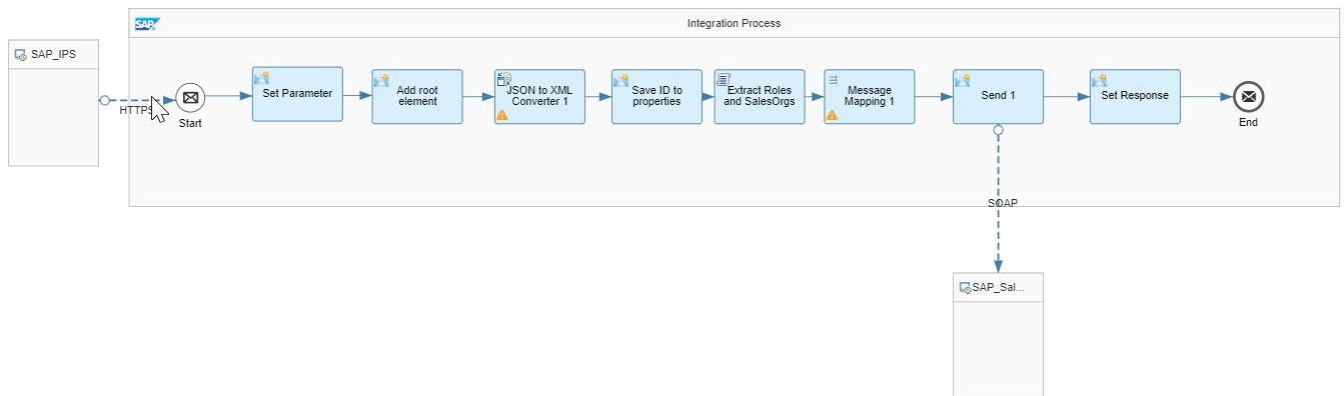 SAP
Integration Process
SAP_IPS
HTTPS
Start
Set Parameter
Add root
element
JSON to XML
Converter 1
Save ID to
properties
Extract Roles
and SalesOrgs
Message
Mapping 1
Send 1
Set Response
End
SOAP
SAP_Sal...